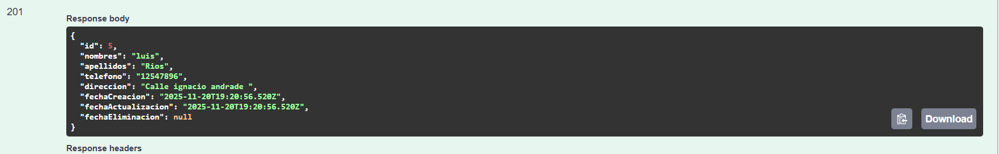 201
Response body
{
  "id": 5,
  "nombres": "luis",
  "apellidos": "Rios",
  "telefono": "12547896",
  "direccion": "Calle ignacio andrade ",
  "fechaCreacion": "2025-11-20T19:20:56.520Z",
  "fechaActualizacion": "2025-11-20T19:20:56.520Z",
  "fechaEliminacion": null
}
Download
Response headers